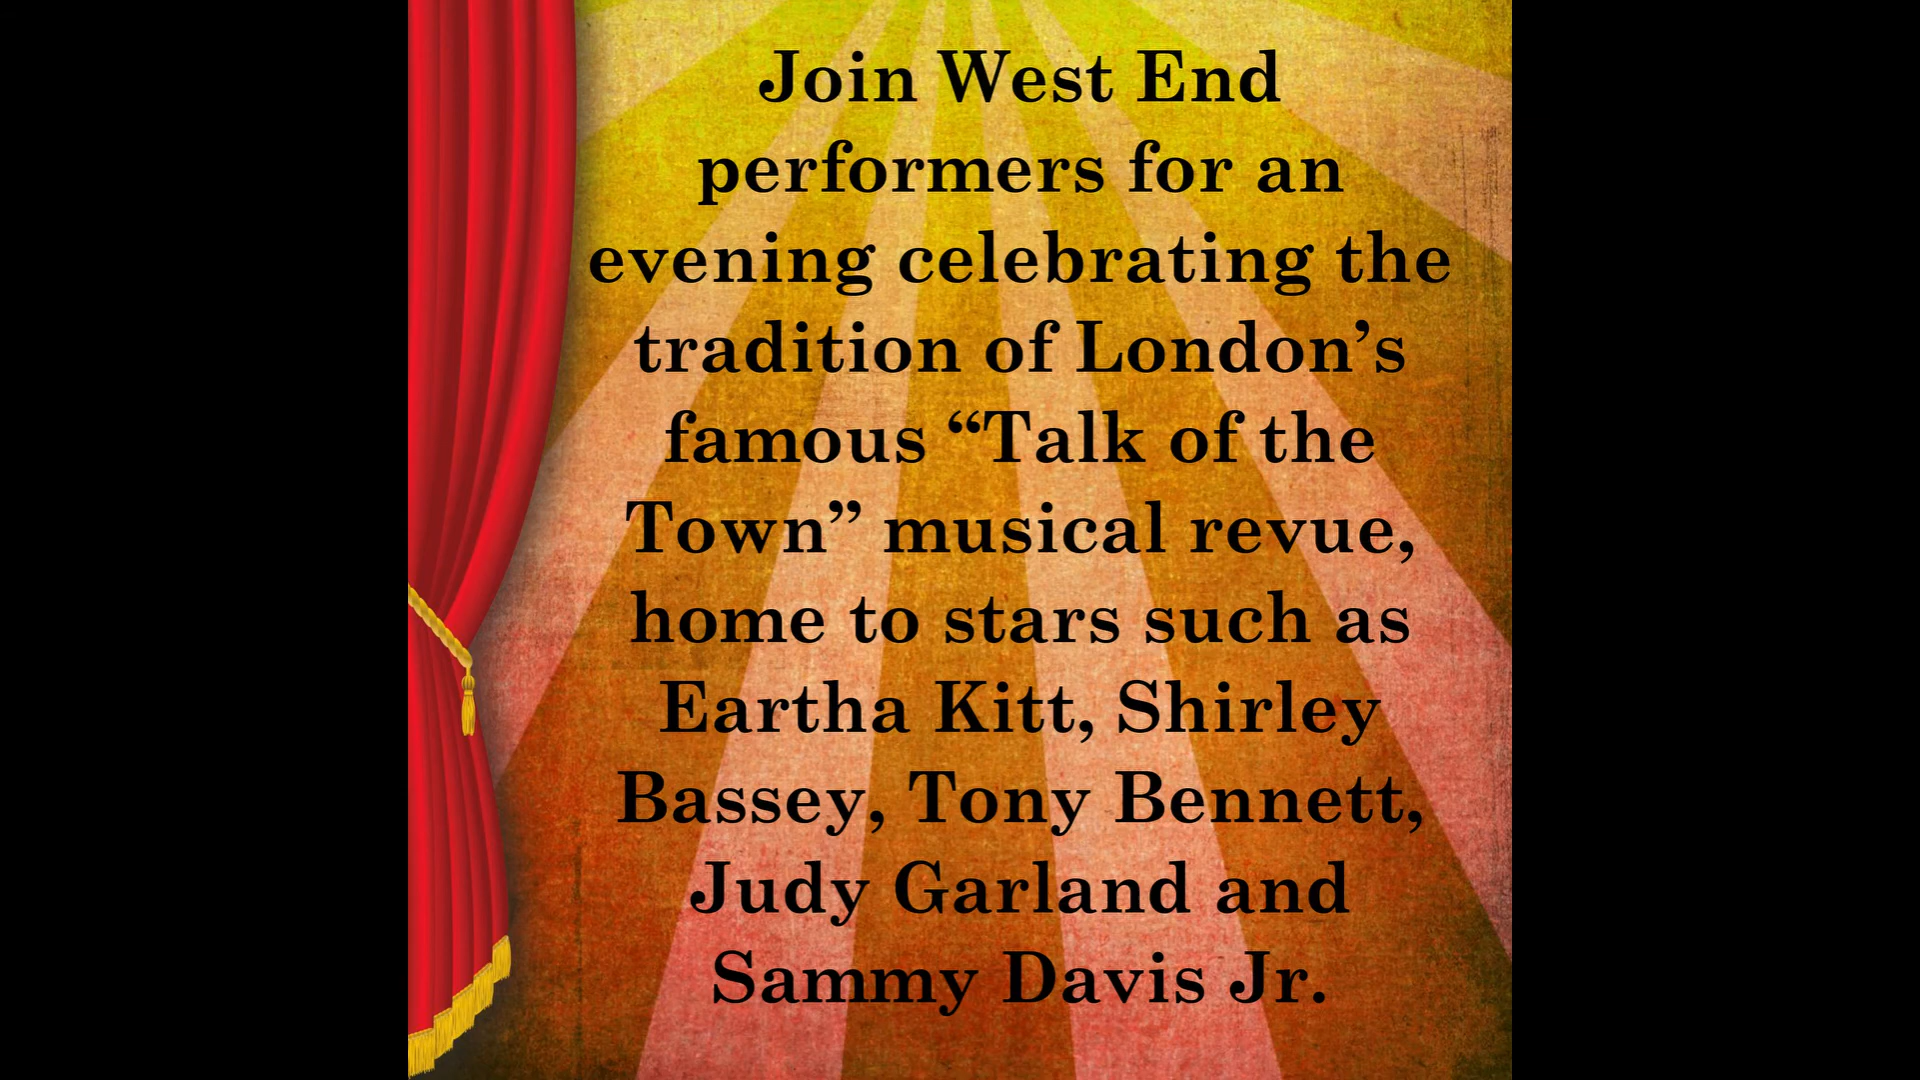 Join West End
performers for an
evening celebrating the
tradition of London’s
famous “Talk of the
Town” musical revue,
home to stars such as
Eartha Kitt, Shirley
Bassey, Tony Bennett,
Judy Garland and
Sammy Davis Jr.